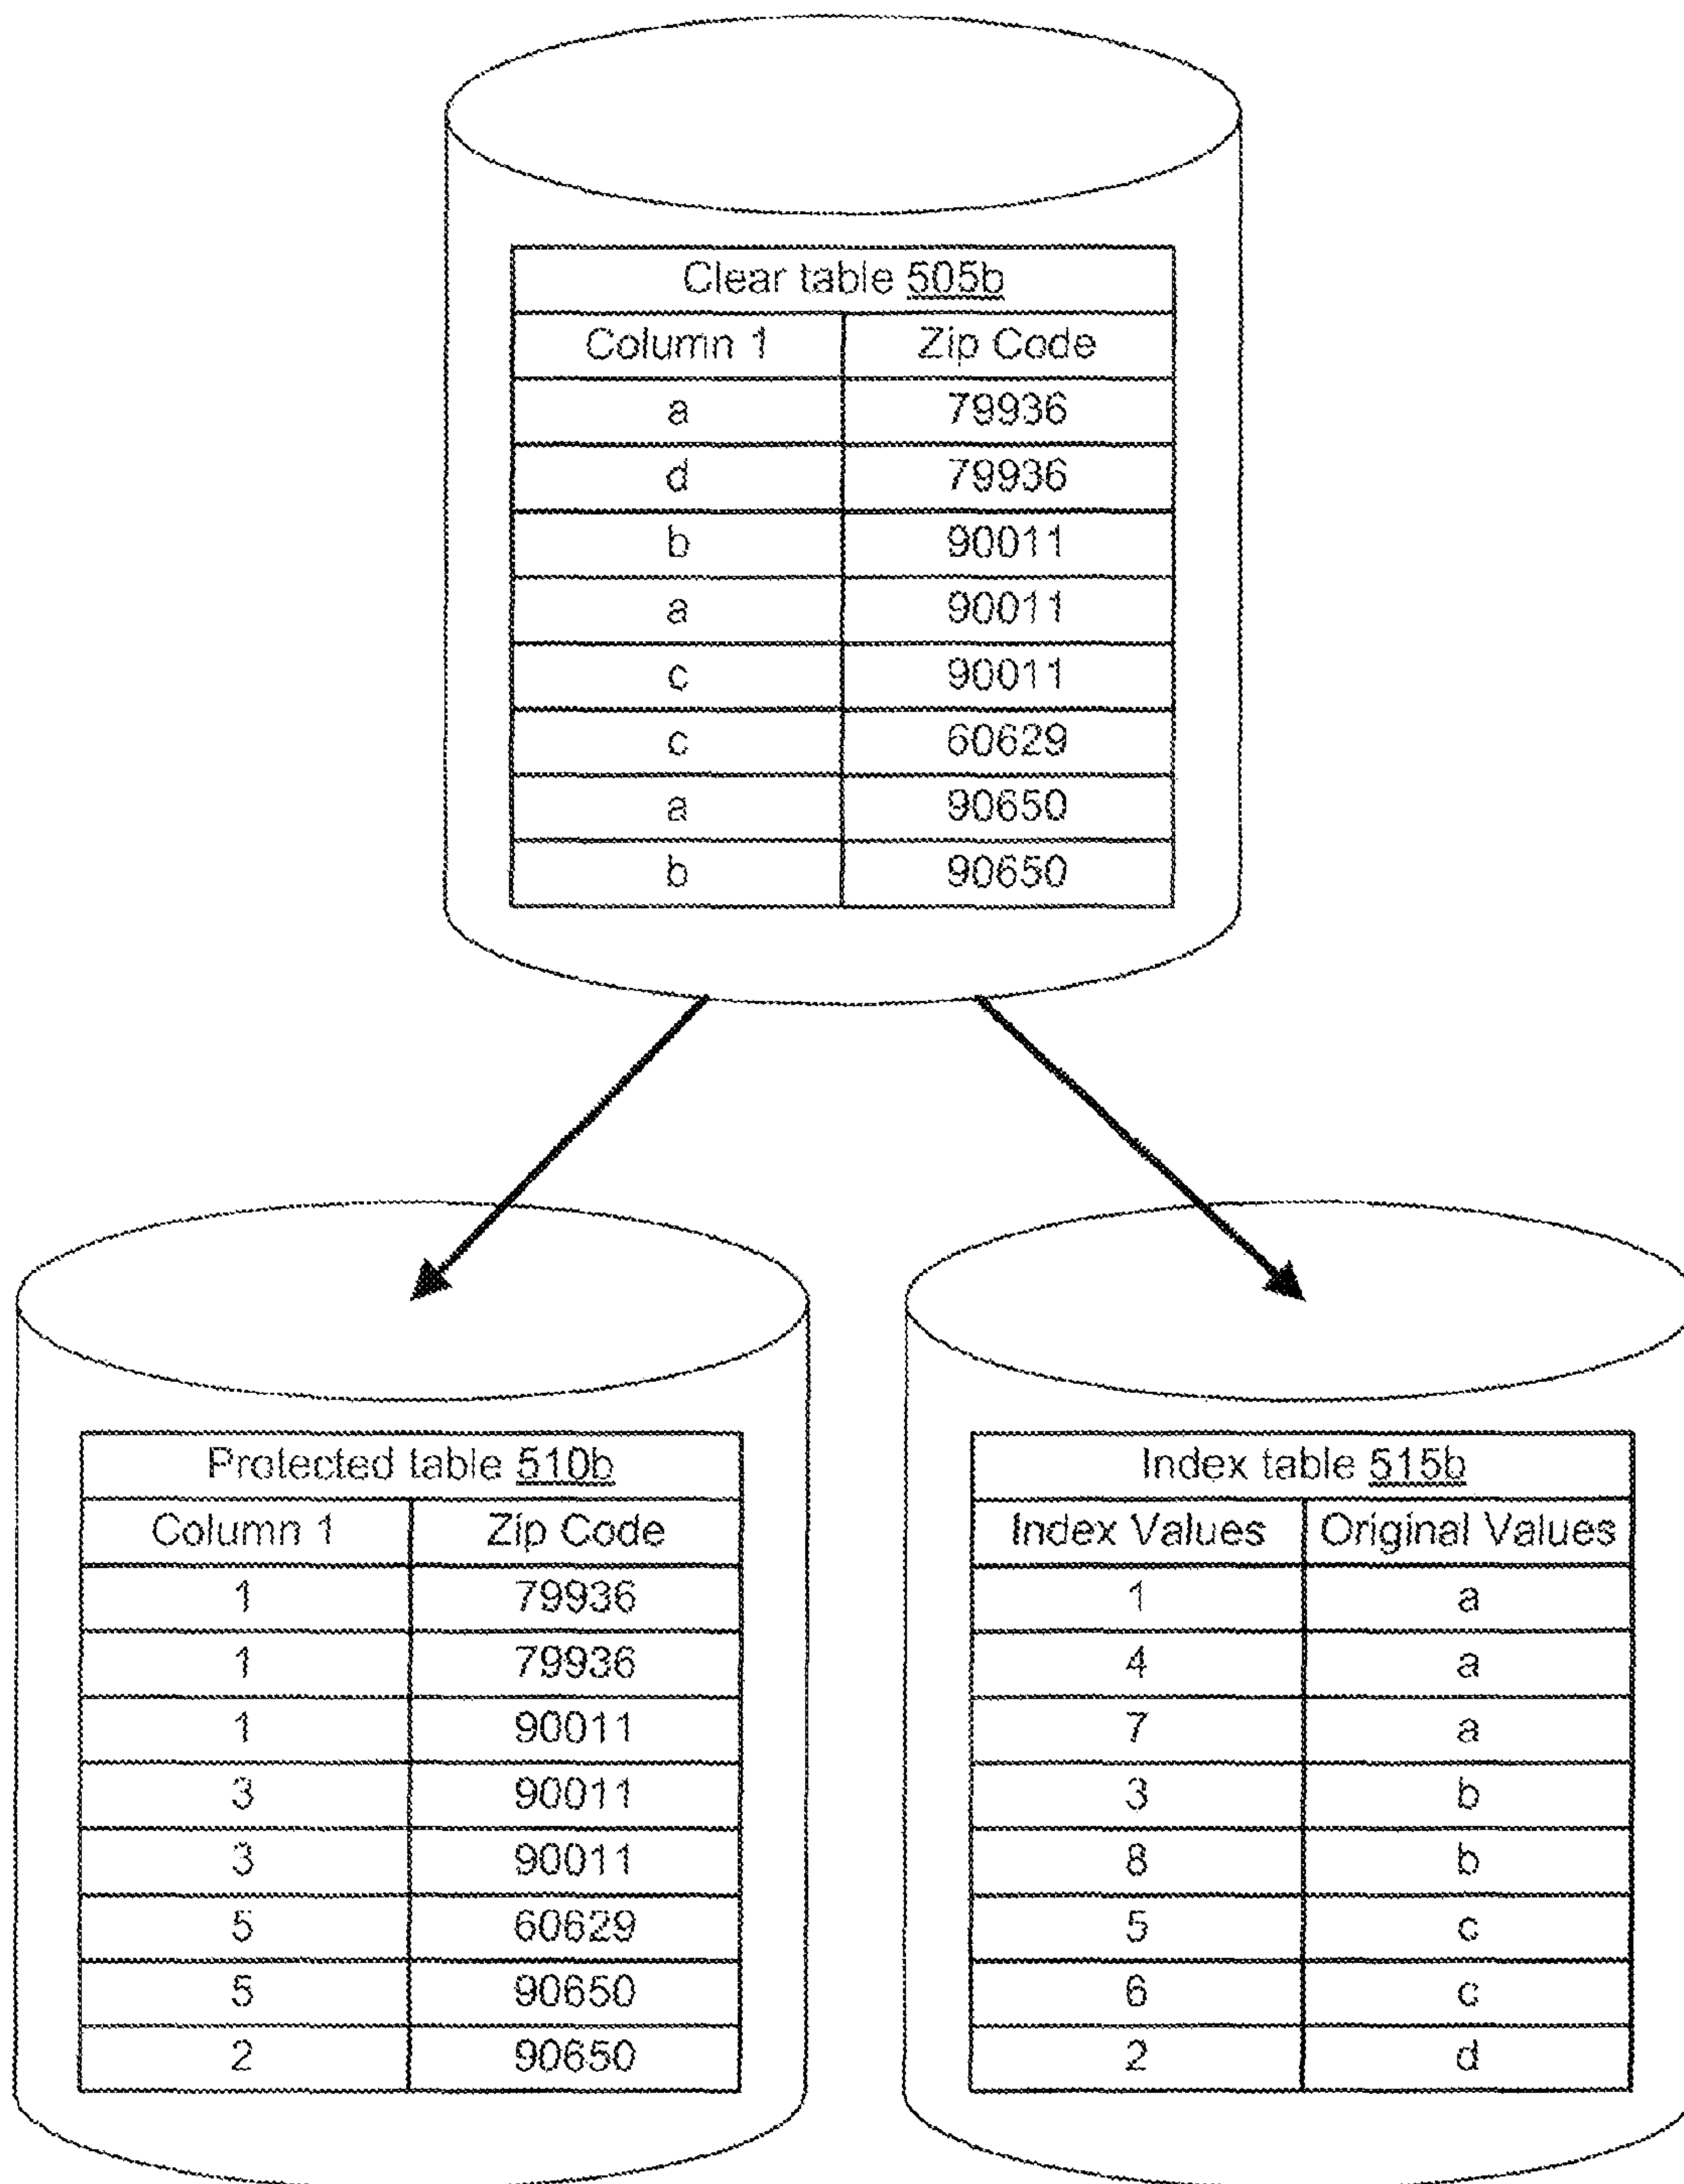 Clear table 505b
Column 1 Zip Code
a 79936
d 79936
b 90011
a 90011
c 90011
c 60629
a 90650
b 90650
Protected table 510b
Column 1 Zip Code
1 79936
1 79936
1 90011
3 90011
3 90011
5 60629
5 90650
2 90650
Index table 515b
Index Values Original Values
1 a
4 a
7 a
3 b
8 b
5 c
6 c
2 d